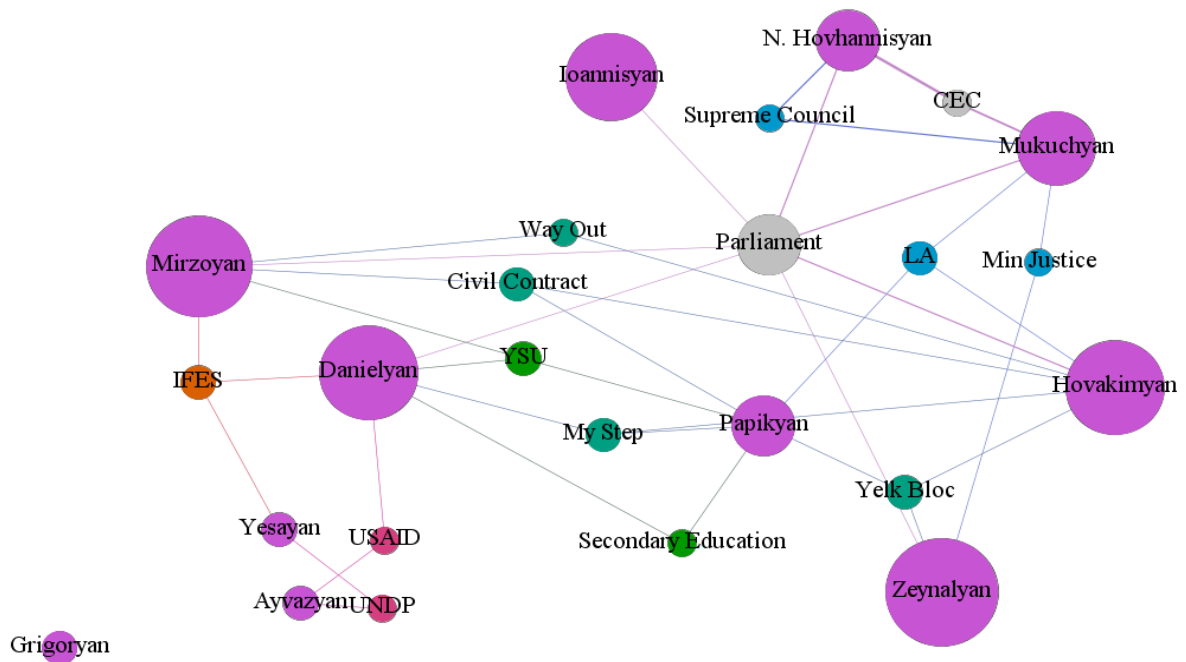 N. Hovhannisyan
Ioannisyan
CEC
Supreme Council
Mukuchyan
Way Out
Parliament
Mirzoyan
LA
Min Justice
Civil Contract
YSU
Danielyan
IFES
Hovakimyan
Papikyan
My Step
Yelk Bloc
Yesayan
USAID
Secondary Education
Zeynalyan
Ayvazyan
UNDP
Grigoryan